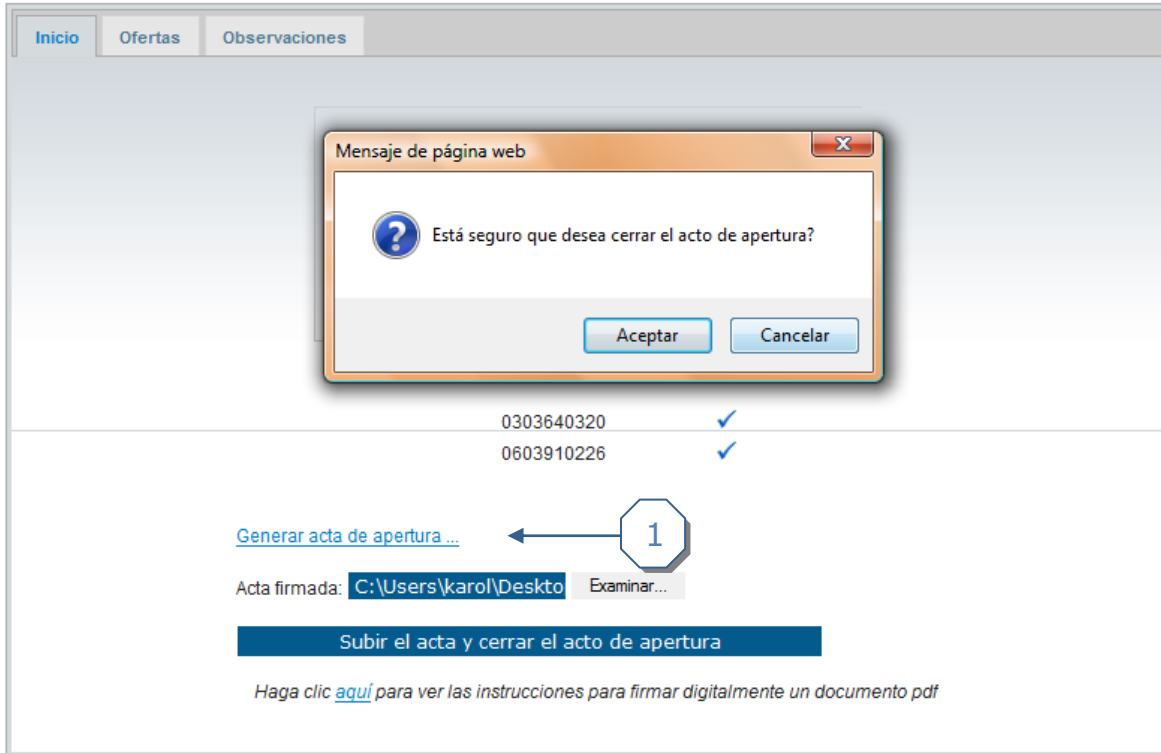 Inicio Ofertas Observaciones
Mensaje de página web
Está seguro que desea cerrar el acto de apertura?
Aceptar Cancelar
0303640320
0603910226
Generar acta de apertura ...
1
Acta firmada: C:\Users\karol\Deskto Examinar...
Subir el acta y cerrar el acto de apertura
Haga clic aquí para ver las instrucciones para firmar digitalmente un documento pdf